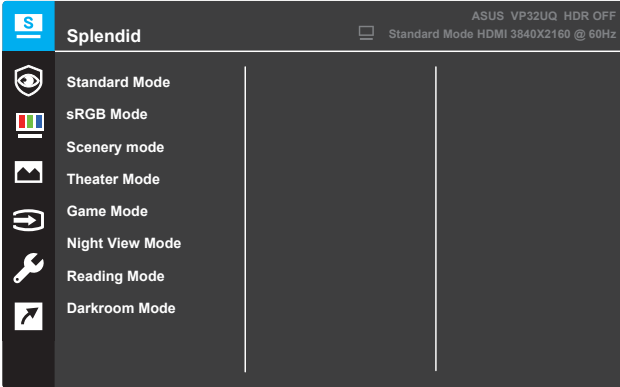 S
ASUS VP32UQ HDR OFF
Splendid
Standard Mode HDMI 3840X2160 @ 60Hz
Standard Mode
sRGB Mode
Scenery mode
Theater Mode
Game Mode
Night View Mode
Reading Mode
Darkroom Mode